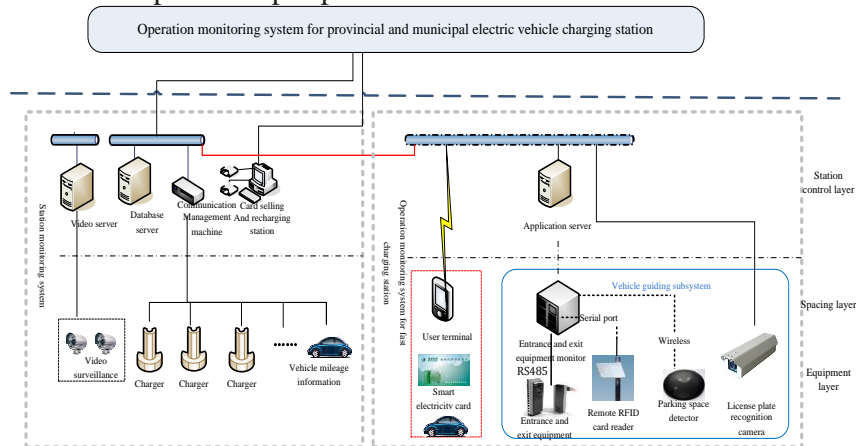 Operation monitoring system for provincial and municipal electric vehicle charging station
Station monitoring system
Video server
Database
server
Communication
Management
machine
Card selling
And recharging
station
Video
surveillance
Charger
Charger
Charger
Vehicle mileage
information
Operation monitoring system for fast
charging station
User terminal
Smart
electricity card
Application server
Vehicle guiding subsystem
Serial port
Entrance and exit
equipment monitor
RS485
Entrance and
exit equipment
Remote RFID
card reader
Wireless
Parking space
detector
License plate
recognition
camera
Station
control layer
Spacing layer
Equipment
layer